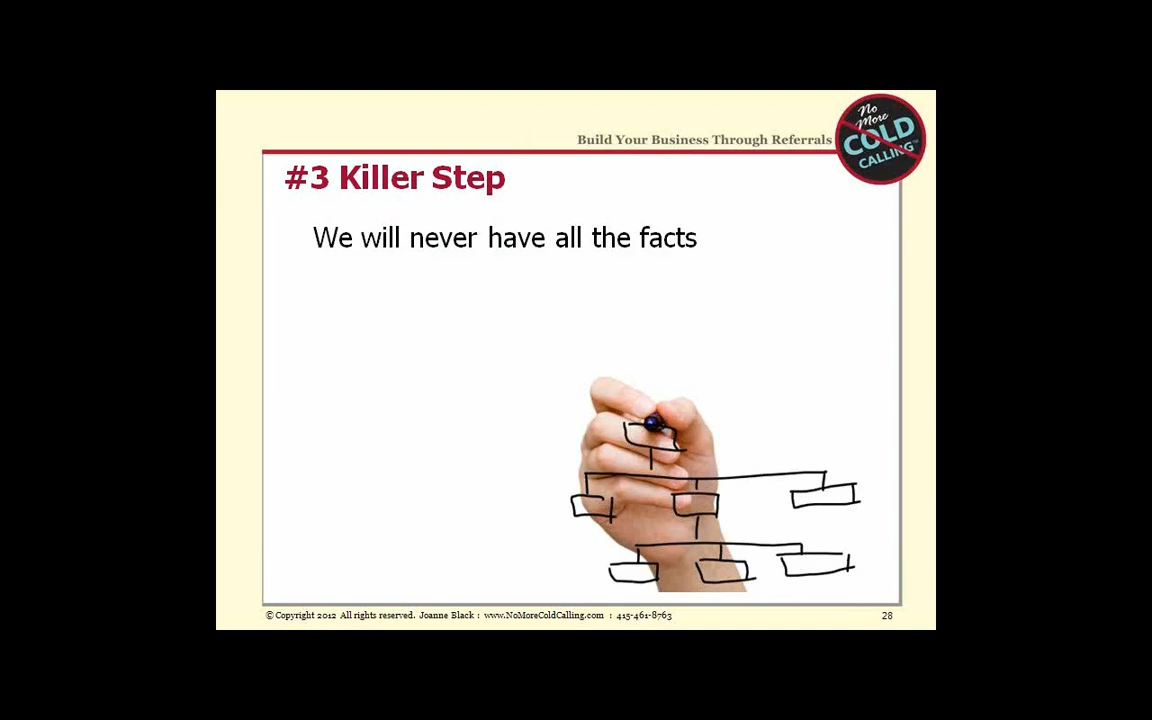 No
More
COLD
CALLING™
Build Your Business Through Referrals
#3 Killer Step
We will never have all the facts
© Copyright 2012 All rights reserved. Joanne Black : www.NoMoreColdCalling.com : 415-461-8763
28